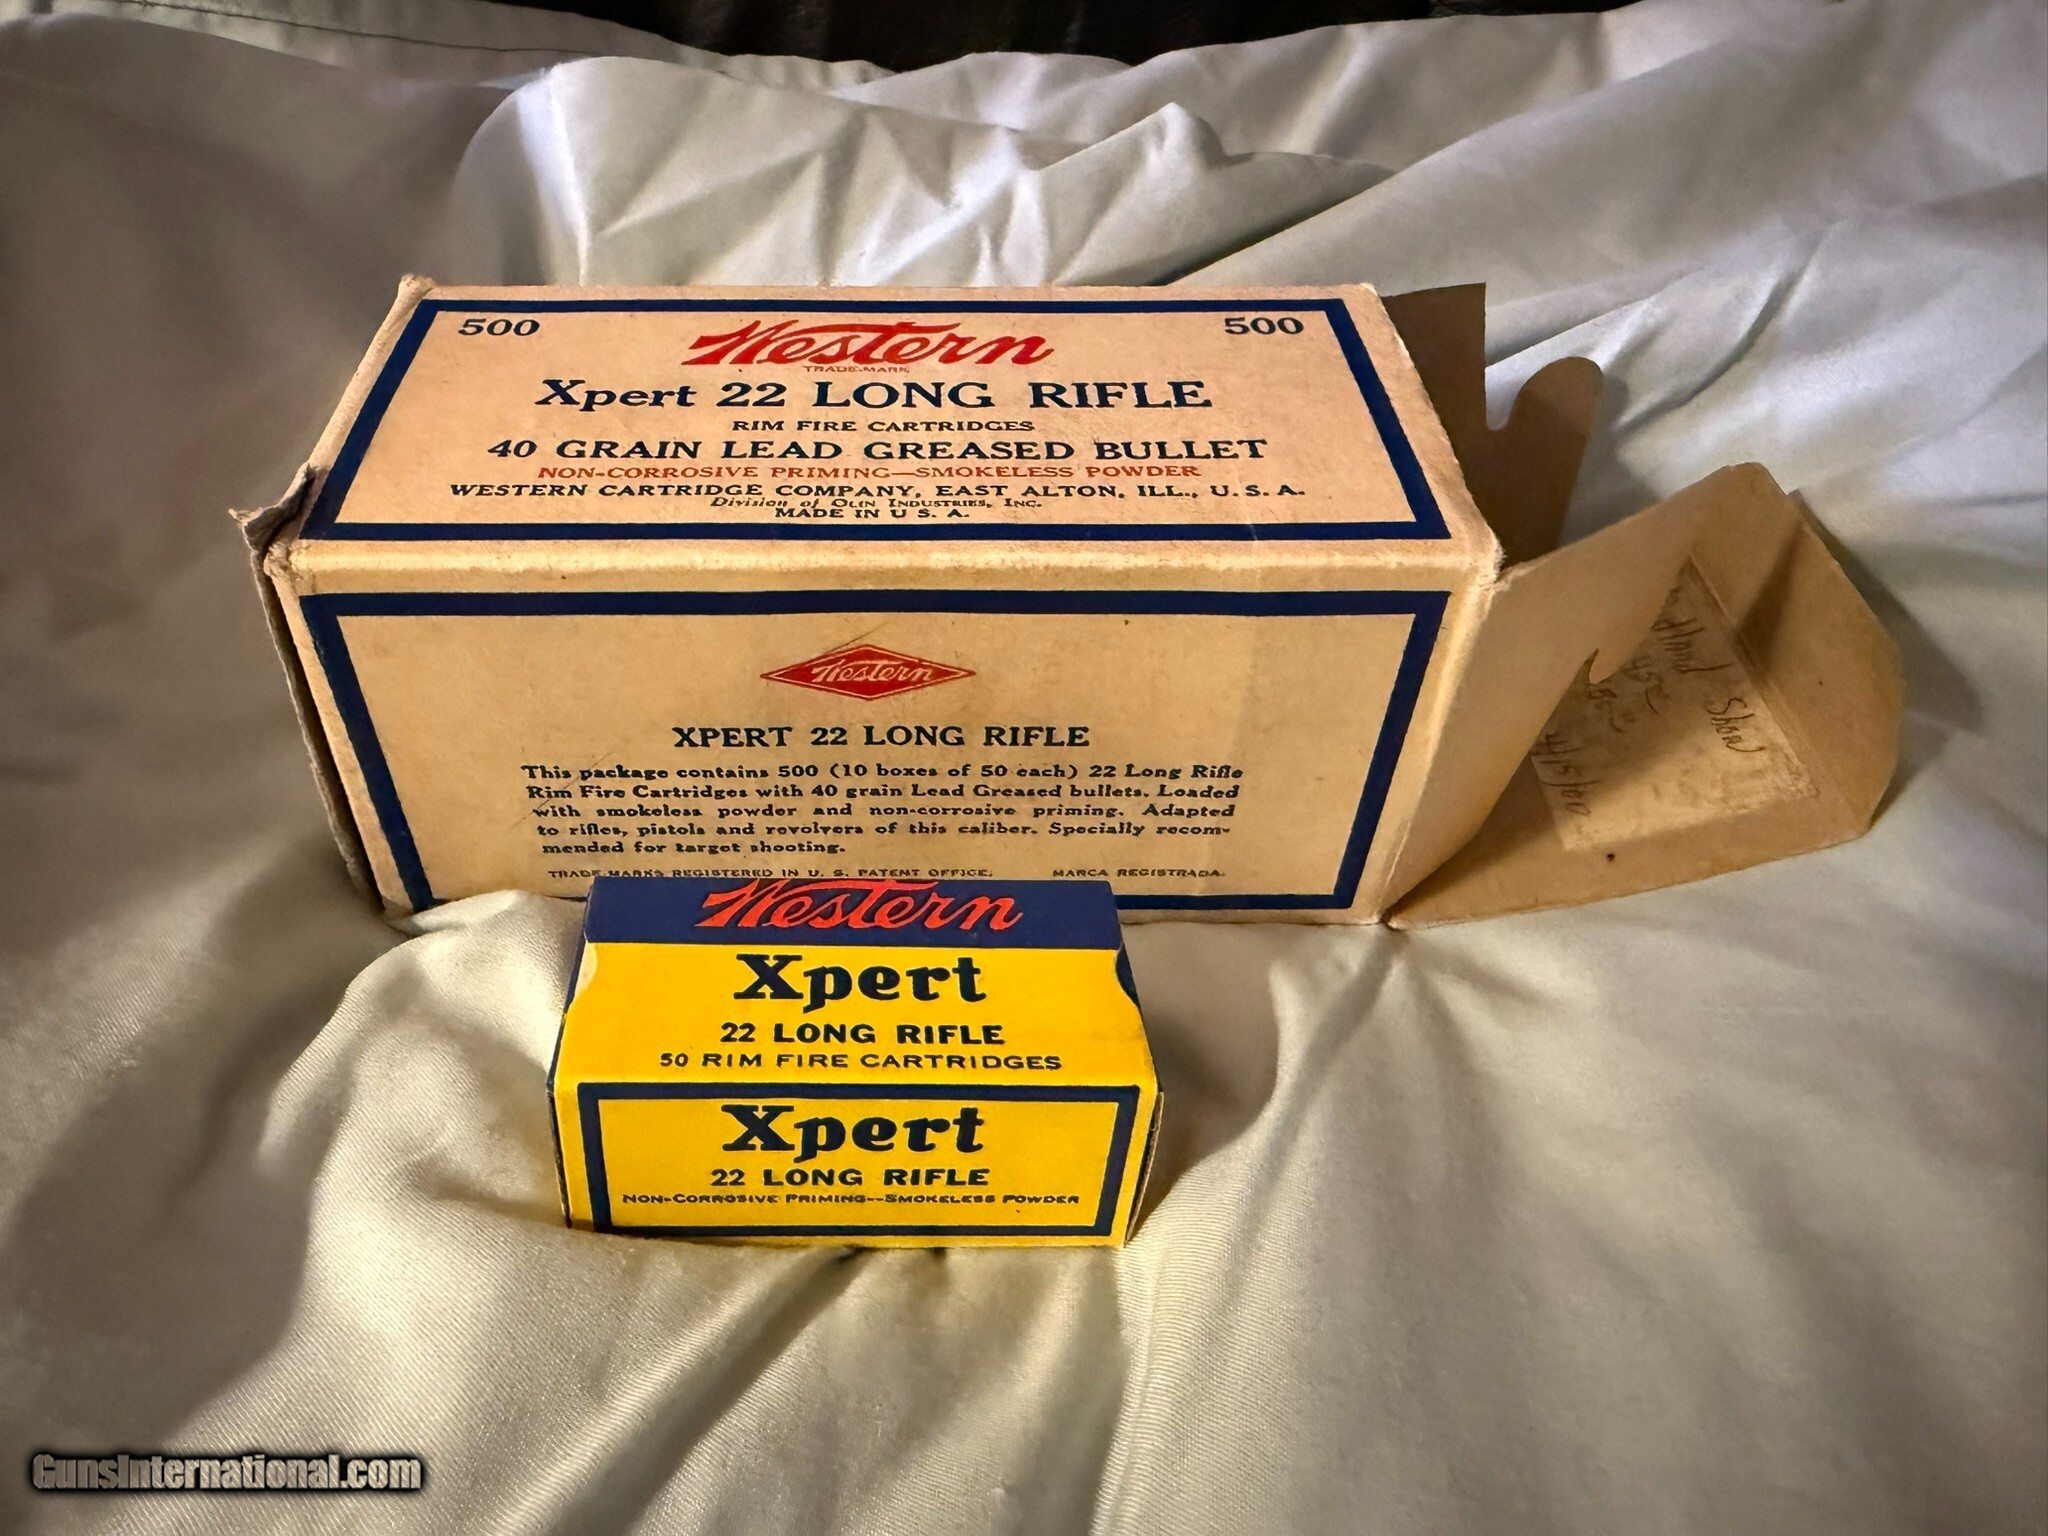 500 Western 500
TRADE-MARK
Xpert 22 LONG RIFLE
RIM FIRE CARTRIDGES
40 GRAIN LEAD GREASED BULLET
NON-CORROSIVE PRIMING—SMOKELESS POWDER
WESTERN CARTRIDGE COMPANY, EAST ALTON, ILL., U.S.A.
Division of OLIN INDUSTRIES, INC.
MADE IN U.S.A.
Western
XPERT 22 LONG RIFLE
This package contains 500 (10 boxes of 50 each) 22 Long Rifle
Rim Fire Cartridges with 40 grain Lead Greased bullets. Loaded
with smokeless powder and non-corrosive priming. Adapted
to rifles, pistols and revolvers of this caliber. Specially recom-
mended for target shooting.
TRADE MARKS REGISTERED IN U. S. PATENT OFFICE. MARCA REGISTRADA.
Show
Western
Xpert
22 LONG RIFLE
50 RIM FIRE CARTRIDGES
Xpert
22 LONG RIFLE
NON-CORROSIVE PRIMING--SMOKELESS POWDER
GunsInternational.com